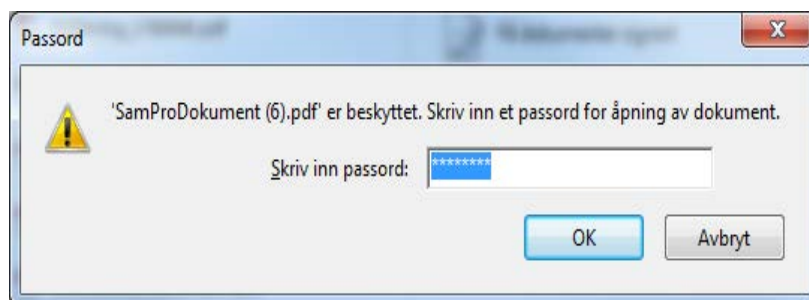 Passord
'SamProDokument (6).pdf' er beskyttet. Skriv inn et passord for åpning av dokument.
Skriv inn passord: ********
OK Avbryt